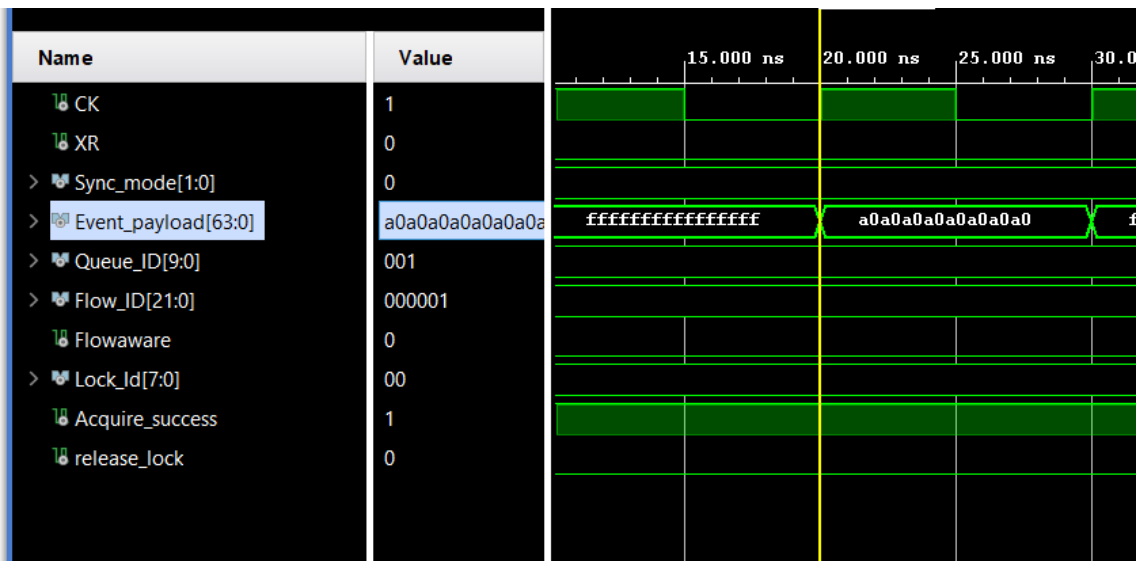 Name Value
15.000 ns 20.000 ns 25.000 ns 30.0
CK 1
XR 0
Sync_mode[1:0] 0
Event_payload[63:0] a0a0a0a0a0a0a0a ffffffffffffffff a0a0a0a0a0a0a0a0 f
Queue_ID[9:0] 001
Flow_ID[21:0] 000001
Flowaware 0
Lock_Id[7:0] 00
Acquire_success 1
release_lock 0